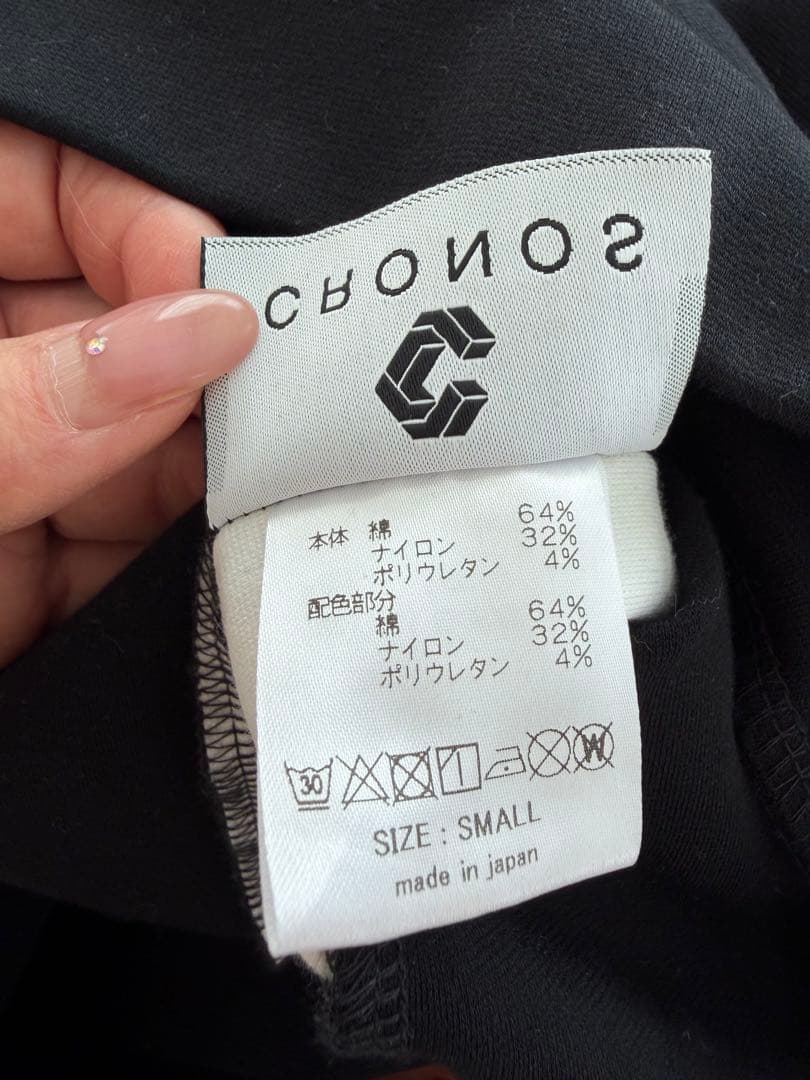 CRONOS
本体 綿 64%
ナイロン 32%
ポリウレタン 4%
配色部分
綿 64%
ナイロン 32%
ポリウレタン 4%
30 W
SIZE : SMALL
made in japan